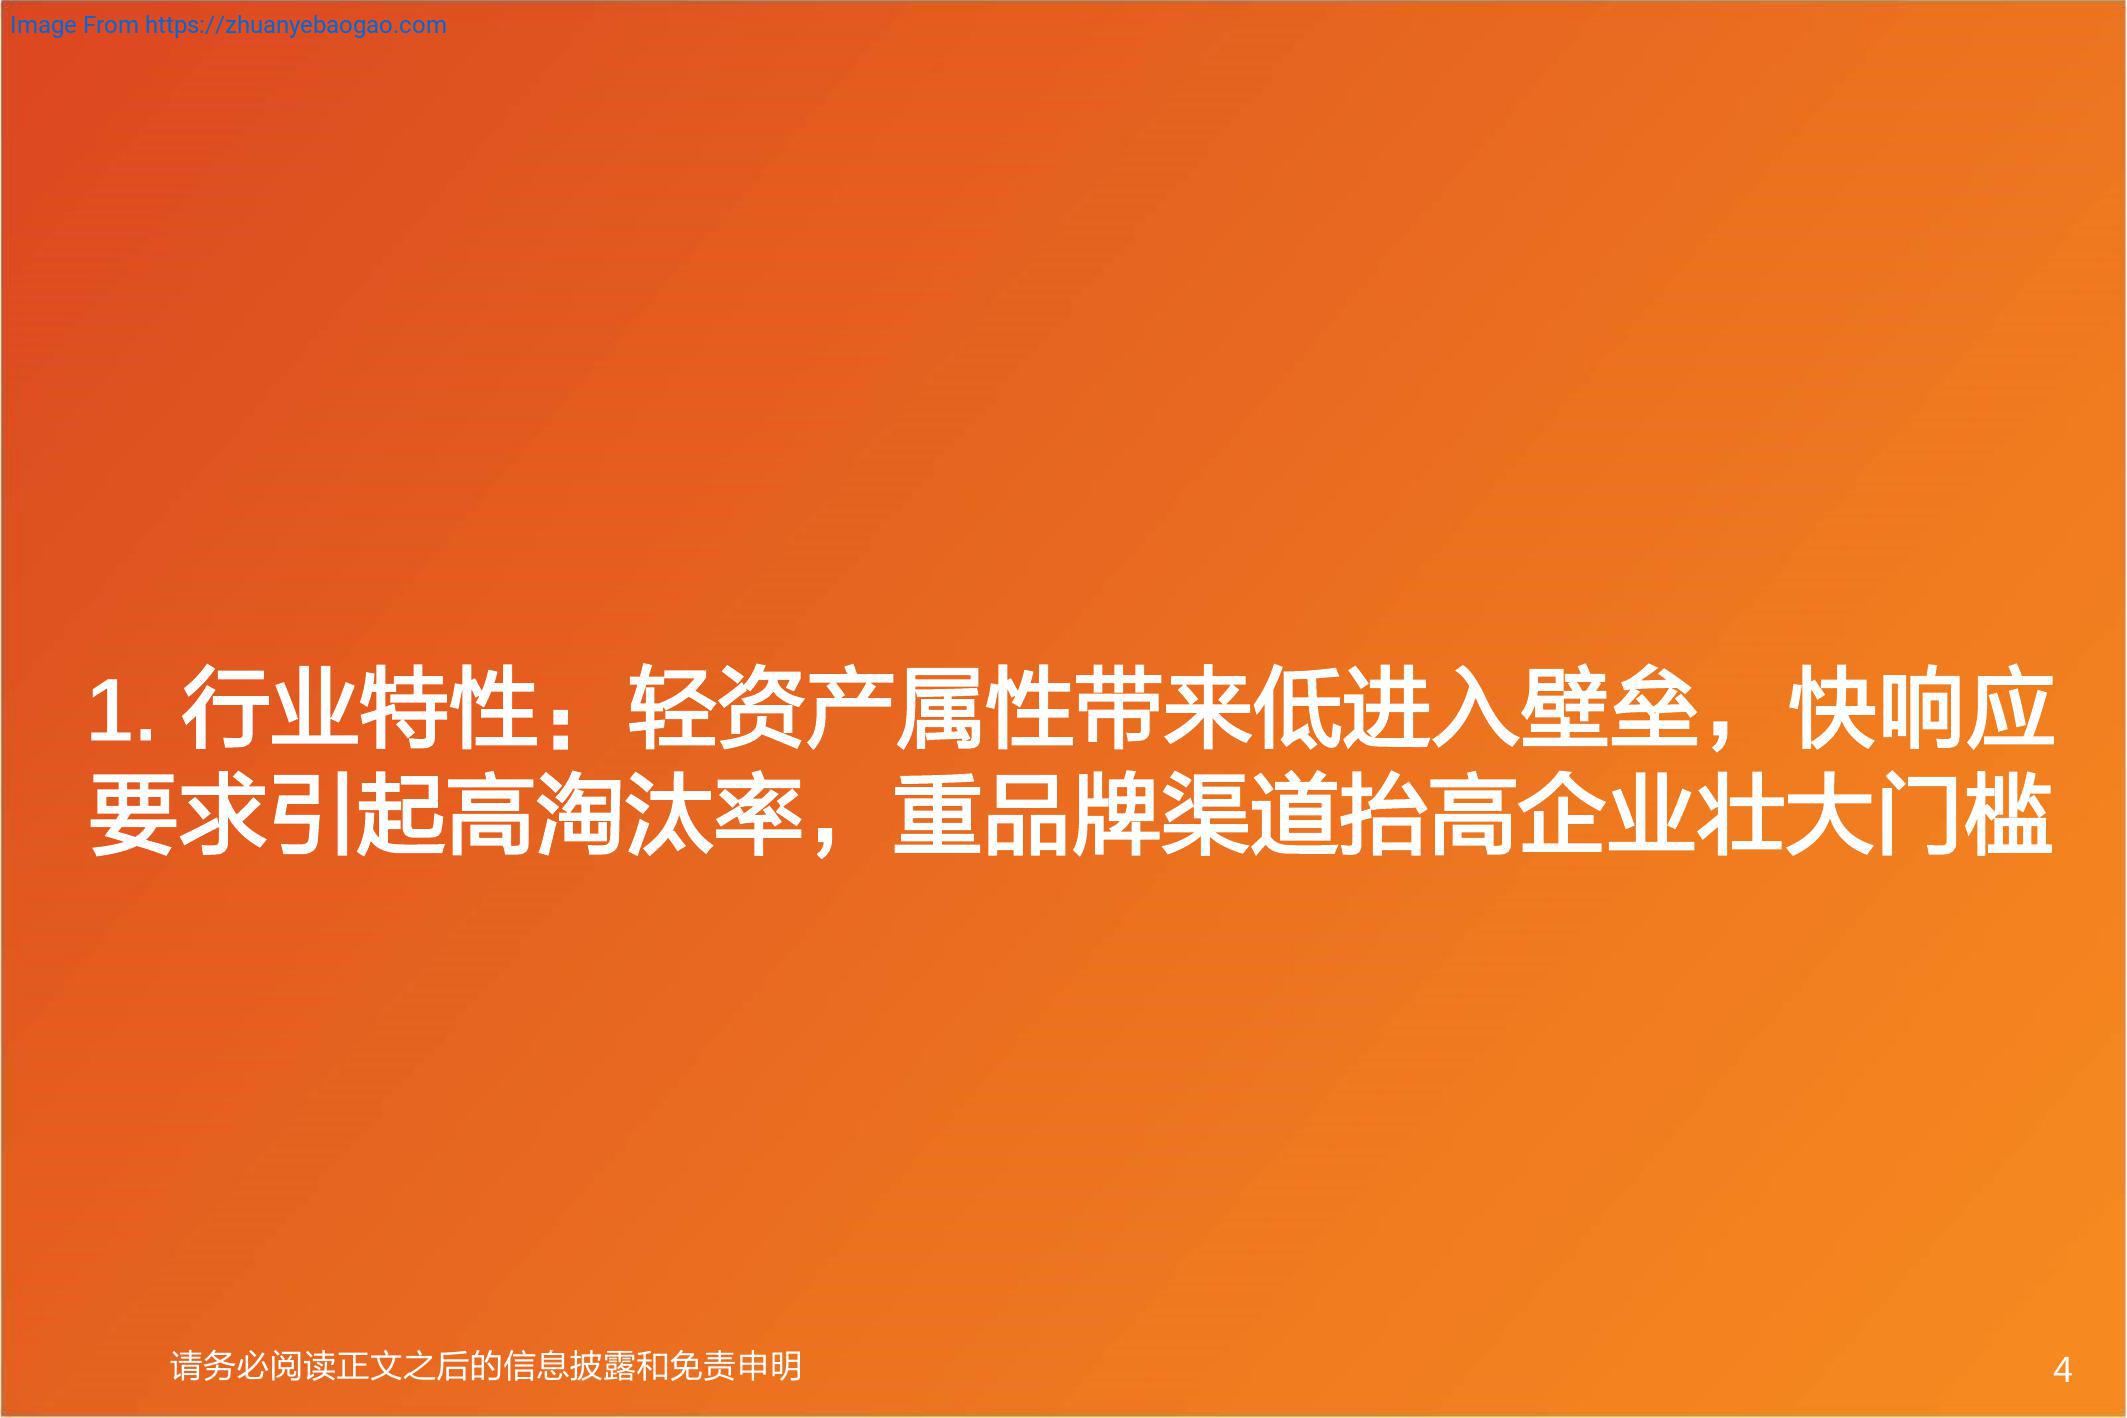 Image From https://zhuanyebaogao.com
1. 行业特性：轻资产属性带来低进入壁垒，快响应
要求引起高淘汰率，重品牌渠道抬高企业壮大门槛
请务必阅读正文之后的信息披露和免责申明
4